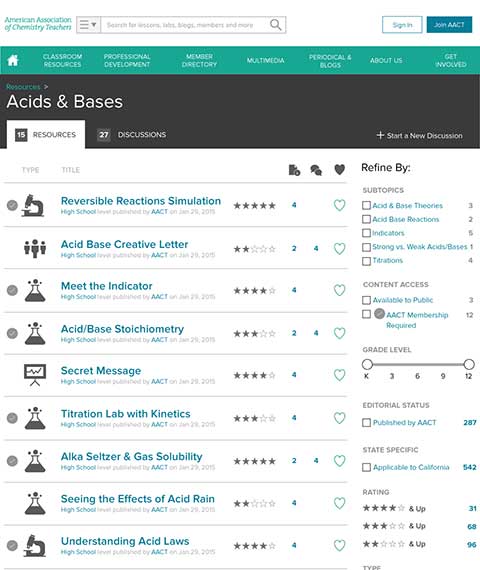 American Association
of Chemistry Teachers
Search for lessons, labs, blogs, members and more
Sign In
Join AACT
CLASSROOM RESOURCES
PROFESSIONAL DEVELOPMENT
MEMBER DIRECTORY
MULTIMEDIA
PERIODICAL & BLOGS
ABOUT US
GET INVOLVED
Resources >
Acids & Bases
15 RESOURCES
27 DISCUSSIONS
+ Start a New Discussion
TYPE TITLE
Reversible Reactions Simulation 4
High School level published by AACT on Jan 29, 2015
Acid Base Creative Letter 2 4
High School level published by AACT on Jan 29, 2015
Meet the Indicator 4
High School level published by AACT on Jan 29, 2015
Acid/Base Stoichiometry 2 4
High School level published by AACT on Jan 29, 2015
Secret Message 4
High School level published by AACT on Jan 29, 2015
Titration Lab with Kinetics 4
High School level published by AACT on Jan 29, 2015
Alka Seltzer & Gas Solubility 2 4
High School level published by AACT on Jan 29, 2015
Seeing the Effects of Acid Rain 4
High School level published by AACT on Jan 29, 2015
Understanding Acid Laws 4
High School level published by AACT on Jan 29, 2015
Refine By:
SUBTOPICS
Acid & Base Theories 3
Acid Base Reactions 2
Indicators 5
Strong vs. Weak Acids/Bases 1
Titrations 4
CONTENT ACCESS
Available to Public 3
AACT Membership 12
Required
GRADE LEVEL
K 3 6 9 12
EDITORIAL STATUS
Published by AACT 287
STATE SPECIFIC
Applicable to California 542
RATING
& Up 31
& Up 68
& Up 96
TYPE